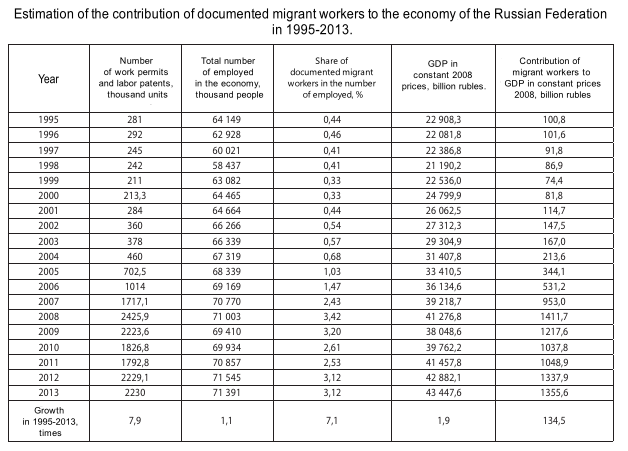 Estimation of the contribution of documented migrant workers to the economy of the Russian Federation
in 1995-2013.
Year
Number
of work permits
and labor patents,
thousand units
Total number
of employed
in the economy,
thousand people
Share of
documented migrant
workers in the number
of employed, %
GDP in
constant 2008
prices, billion rubles.
Contribution of
migrant workers to
GDP in constant prices
2008, billion rubles
1995 281 64 149 0,44 22 908,3 100,8
1996 292 62 928 0,46 22 081,8 101,6
1997 245 60 021 0,41 22 386,8 91,8
1998 242 58 437 0,41 21 190,2 86,9
1999 211 63 082 0,33 22 536,0 74,4
2000 213,3 64 465 0,33 24 799,9 81,8
2001 284 64 664 0,44 26 062,5 114,7
2002 360 66 266 0,54 27 312,3 147,5
2003 378 66 339 0,57 29 304,9 167,0
2004 460 67 319 0,68 31 407,8 213,6
2005 702,5 68 339 1,03 33 410,5 344,1
2006 1014 69 169 1,47 36 134,6 531,2
2007 1717,1 70 770 2,43 39 218,7 953,0
2008 2425,9 71 003 3,42 41 276,8 1411,7
2009 2223,6 69 410 3,20 38 048,6 1217,6
2010 1826,8 69 934 2,61 39 762,2 1037,8
2011 1792,8 70 857 2,53 41 457,8 1048,9
2012 2229,1 71 545 3,12 42 882,1 1337,9
2013 2230 71 391 3,12 43 447,6 1355,6
Growth
in 1995-2013,
times
7,9 1,1 7,1 1,9 134,5